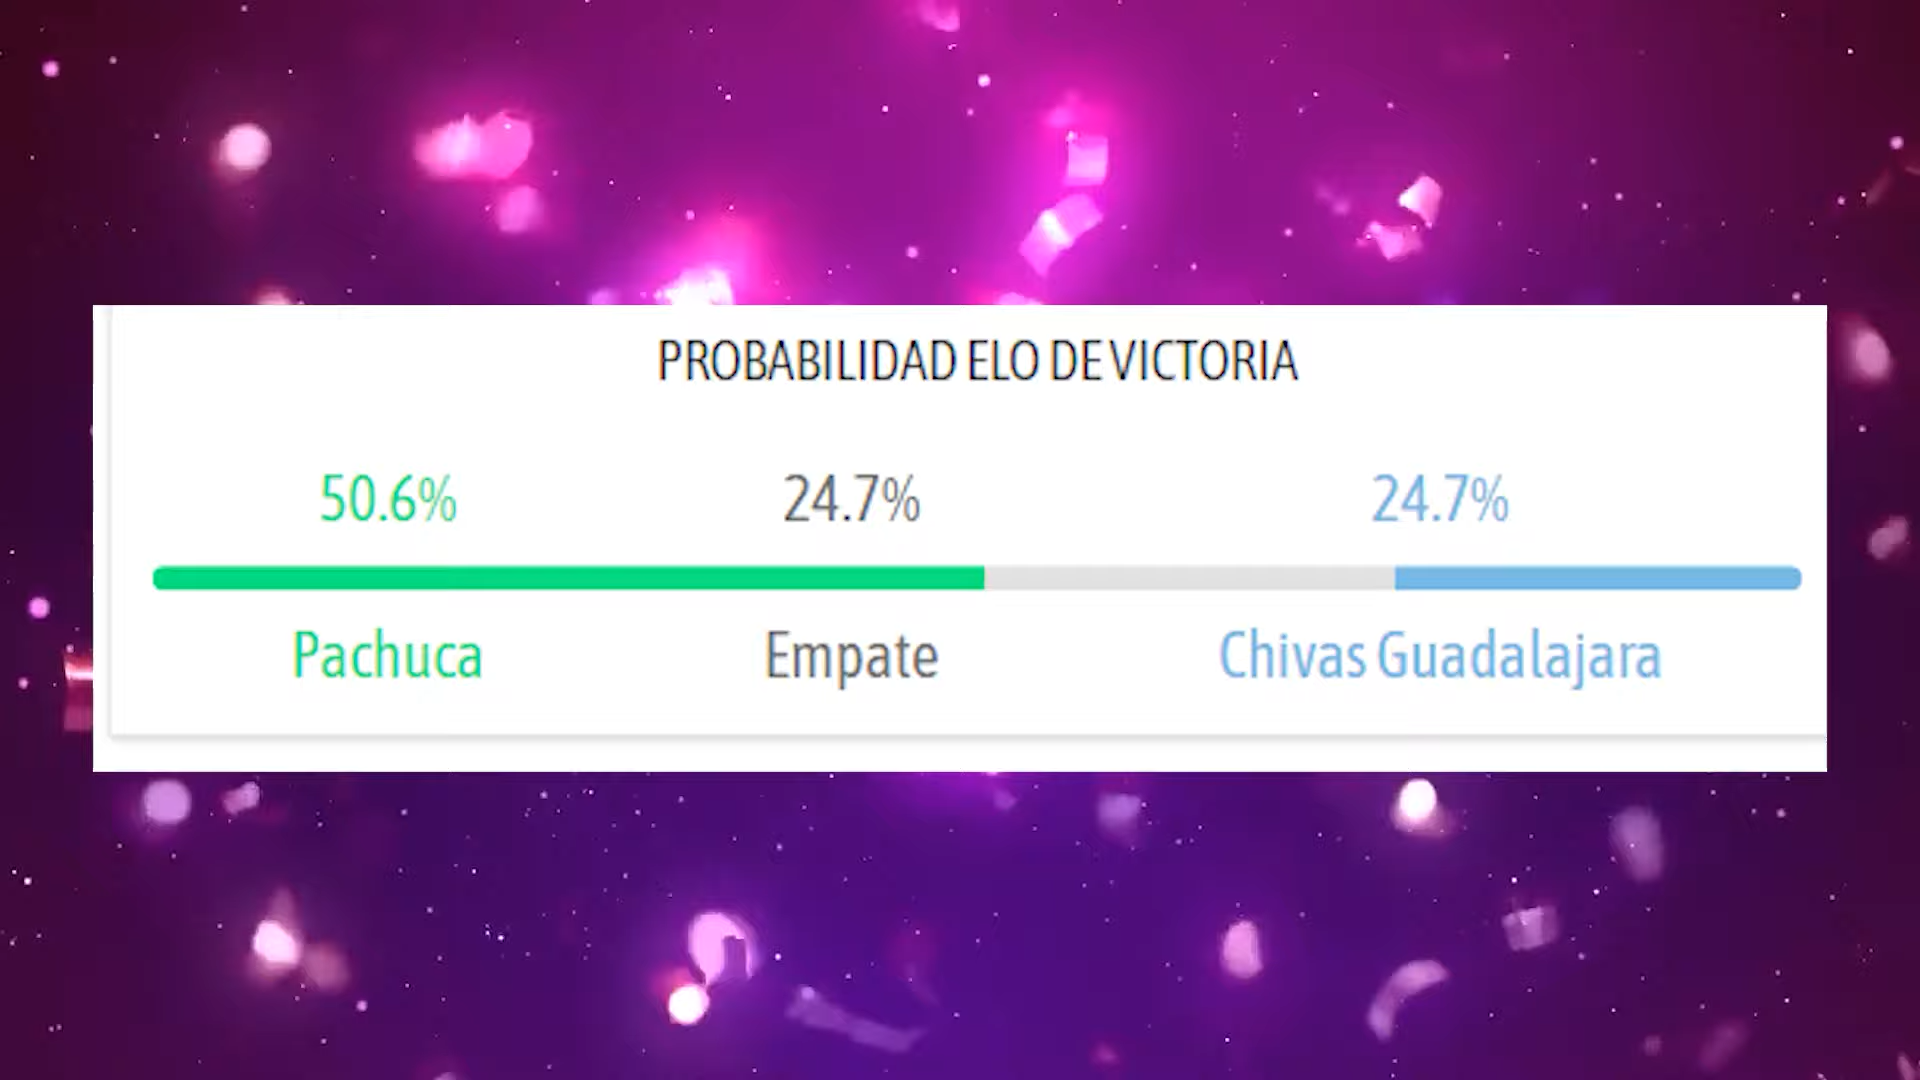 PROBABILIDAD ELO DE VICTORIA
50.6% 24.7% 24.7%
Pachuca Empate Chivas Guadalajara